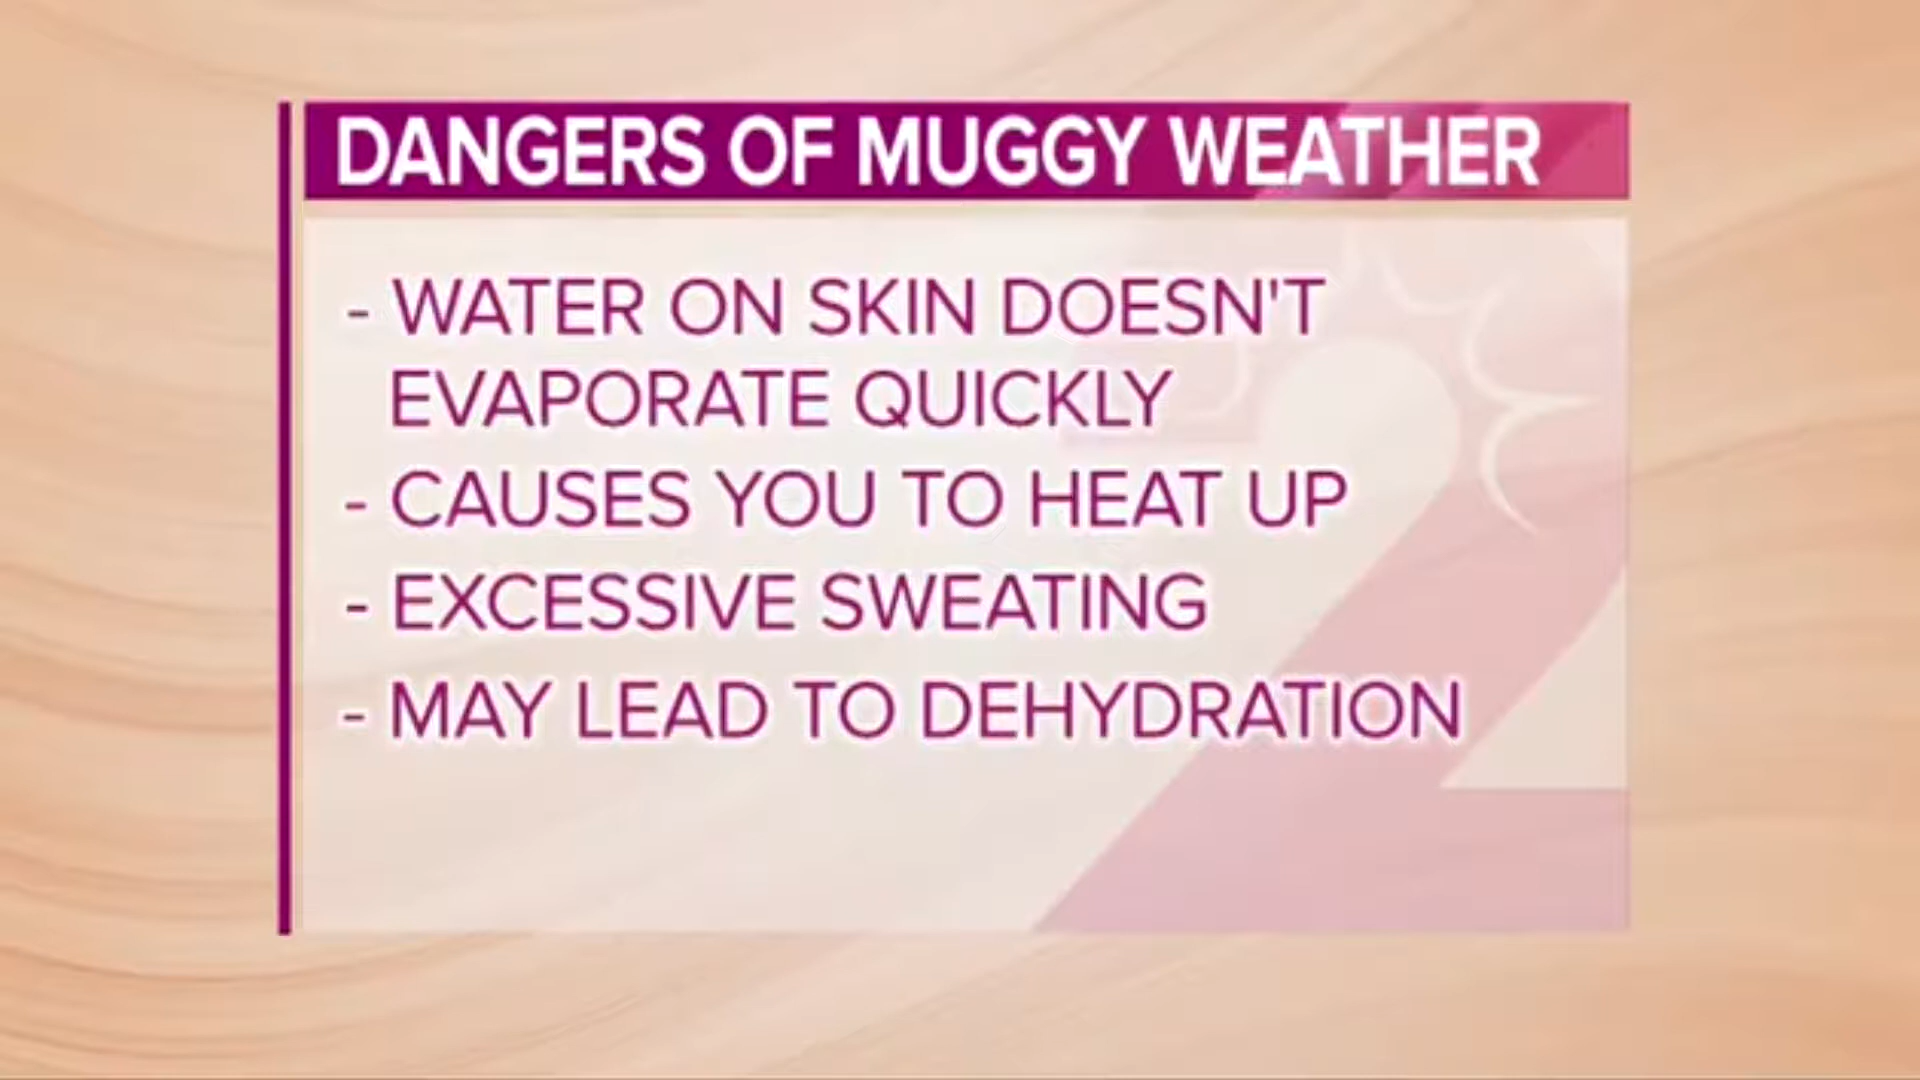 DANGERS OF MUGGY WEATHER
- WATER ON SKIN DOESN'T
EVAPORATE QUICKLY
- CAUSES YOU TO HEAT UP
- EXCESSIVE SWEATING
- MAY LEAD TO DEHYDRATION